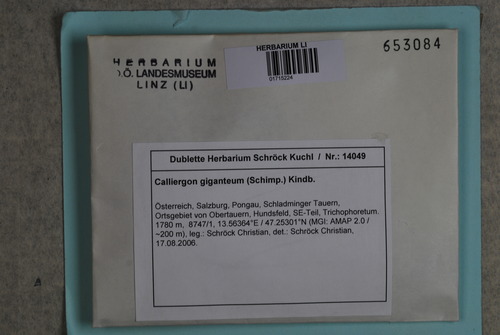 HERBARIUM
O.Ö. LANDESMUSEUM
LINZ (LI)
HERBARIUM LI
01715224
653084
Dublette Herbarium Schröck Kuchl / Nr.: 14049
Calliergon giganteum (Schimp.) Kindb.
Österreich, Salzburg, Pongau, Schladminger Tauern,
Ortsgebiet von Obertauern, Hundsfeld, SE-Teil, Trichophoretum.
1780 m, 8747/1, 13.56364°E / 47.25301°N (MGI: AMAP 2.0 /
~200 m), leg.: Schröck Christian, det.: Schröck Christian,
17.08.2006.